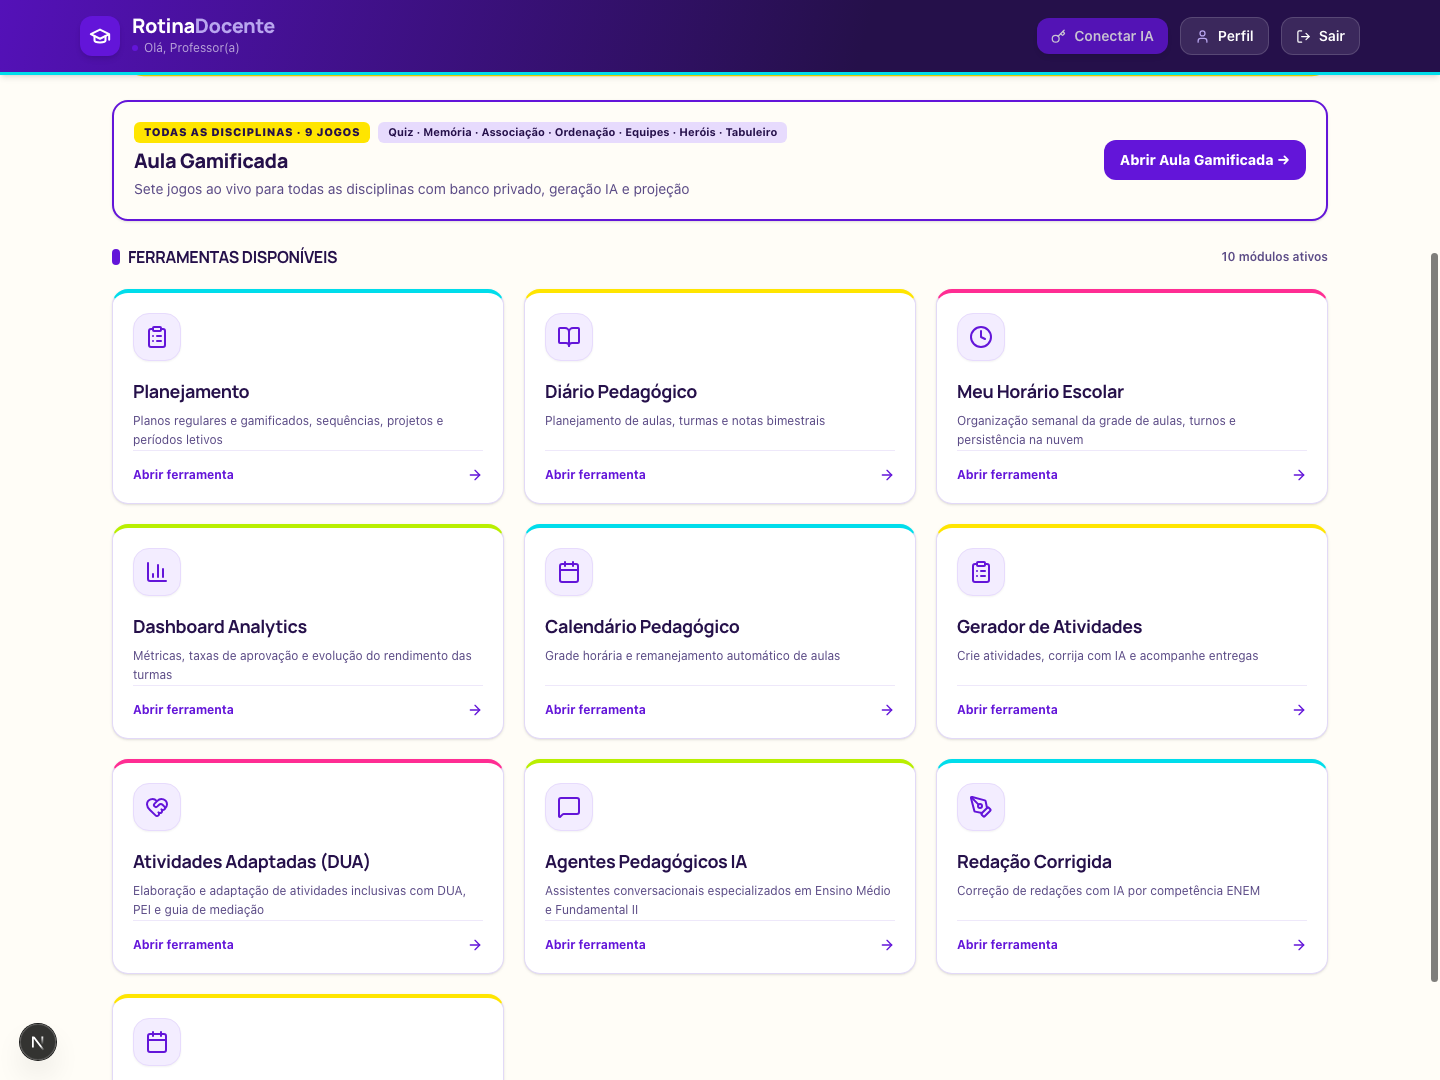 RotinaDocente
Olá, Professor(a)
Conectar IA
Perfil
Sair
TODAS AS DISCIPLINAS · 9 JOGOS
Quiz · Memória · Associação · Ordenação · Equipes · Heróis · Tabuleiro
Aula Gamificada
Sete jogos ao vivo para todas as disciplinas com banco privado, geração IA e projeção
Abrir Aula Gamificada →
FERRAMENTAS DISPONÍVEIS
10 módulos ativos
Planejamento
Planos regulares e gamificados, sequências, projetos e
períodos letivos
Abrir ferramenta
Diário Pedagógico
Planejamento de aulas, turmas e notas bimestrais
Abrir ferramenta
Meu Horário Escolar
Organização semanal da grade de aulas, turnos e
persistência na nuvem
Abrir ferramenta
Dashboard Analytics
Métricas, taxas de aprovação e evolução do rendimento das
turmas
Abrir ferramenta
Calendário Pedagógico
Grade horária e remanejamento automático de aulas
Abrir ferramenta
Gerador de Atividades
Crie atividades, corrija com IA e acompanhe entregas
Abrir ferramenta
Atividades Adaptadas (DUA)
Elaboração e adaptação de atividades inclusivas com DUA,
PEI e guia de mediação
Abrir ferramenta
Agentes Pedagógicos IA
Assistentes conversacionais especializados em Ensino Médio
e Fundamental II
Abrir ferramenta
Redação Corrigida
Correção de redações com IA por competência ENEM
Abrir ferramenta
N